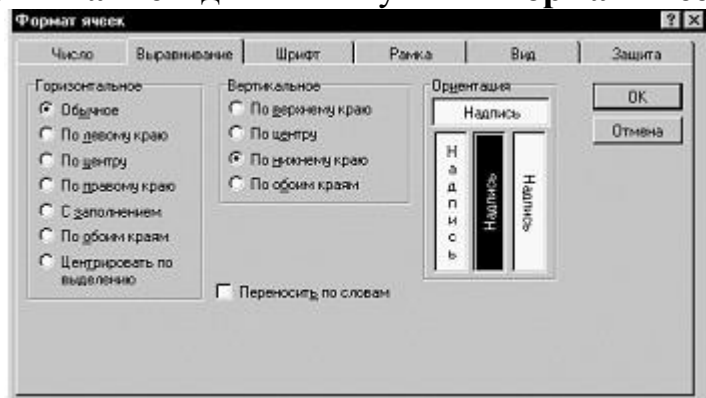 Формат ячеек
Число Выравнивание Шрифт Рамка Вид Защита
Горизонтальное
Обычное
По левому краю
По центру
По правому краю
С заполнением
По обоим краям
Центрировать по
выделению
Вертикальное
По верхнему краю
По центру
По нижнему краю
По обоим краям
Переносить по словам
Ориентация
Надпись
Надпись
Надпись
Надпись
OK
Отмена